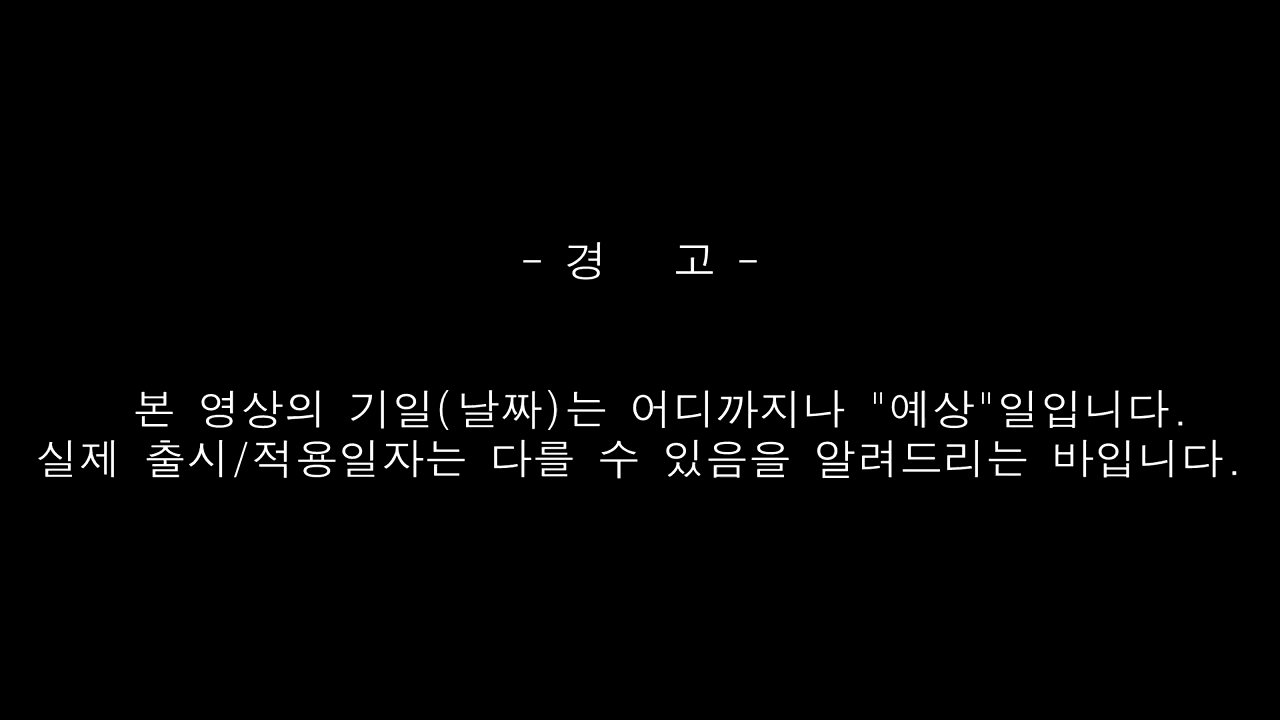 - 경 고 -
본 영상의 기일(날짜)는 어디까지나 "예상"일입니다.
실제 출시/적용일자는 다를 수 있음을 알려드리는 바입니다.